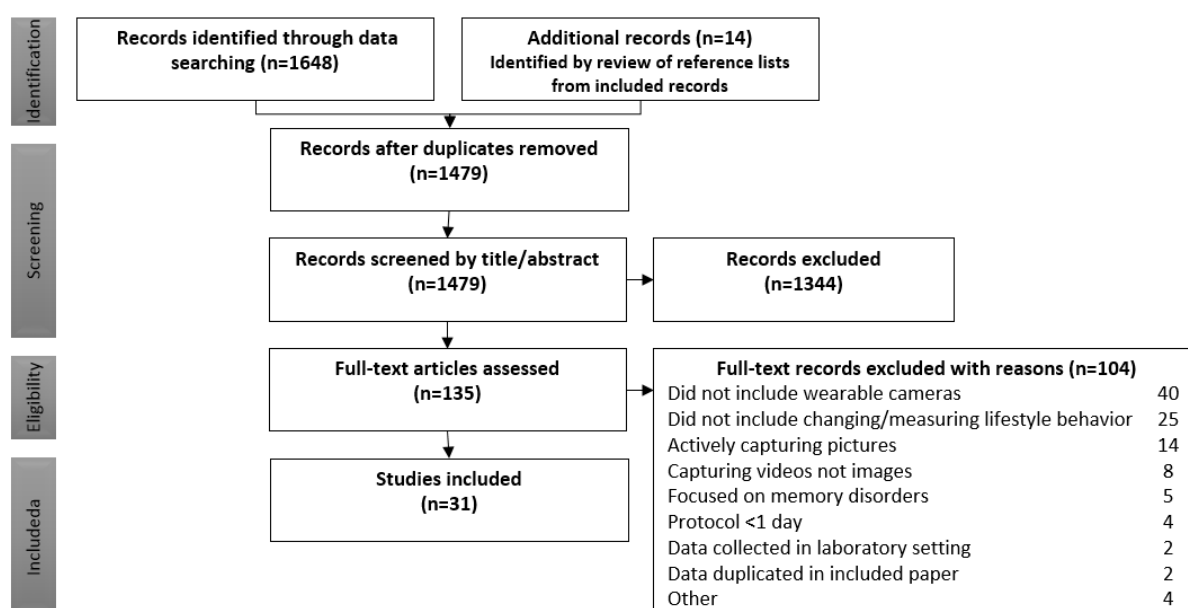 Identification
Records identified through data
searching (n=1648)
Additional records (n=14)
Identified by review of reference lists
from included records
Screening
Records after duplicates removed
(n=1479)
Records screened by title/abstract
(n=1479)
Records excluded
(n=1344)
Eligibility
Full-text articles assessed
(n=135)
Full-text records excluded with reasons (n=104)
Did not include wearable cameras 40
Did not include changing/measuring lifestyle behavior 25
Actively capturing pictures 14
Capturing videos not images 8
Focused on memory disorders 5
Protocol <1 day 4
Data collected in laboratory setting 2
Data duplicated in included paper 2
Other 4
Includeda
Studies included
(n=31)